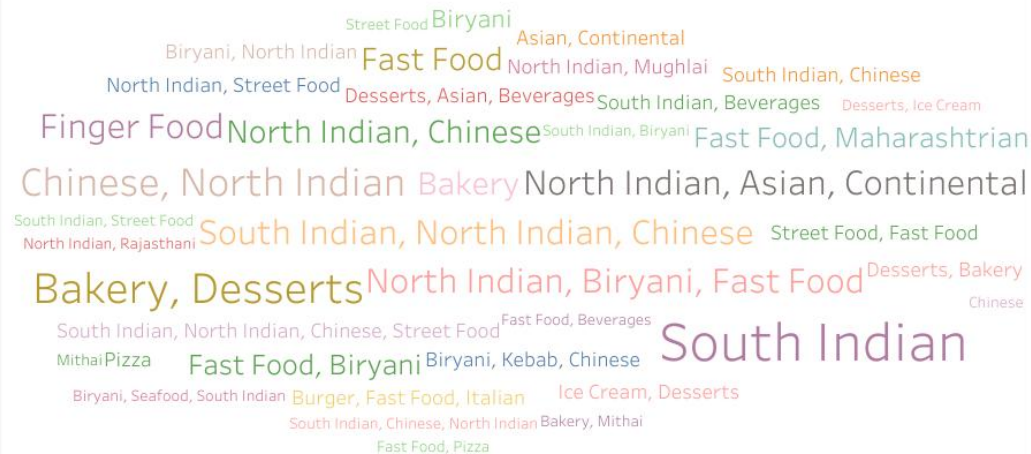 Street Food Biryani
Asian, Continental
Biryani, North Indian Fast Food North Indian, Mughlai
South Indian, Chinese
North Indian, Street Food
Desserts, Asian, Beverages South Indian, Beverages Desserts, Ice Cream
Finger Food North Indian, Chinese South Indian, Biryani Fast Food, Maharashtrian
Chinese, North Indian Bakery North Indian, Asian, Continental
South Indian, Street Food
North Indian, Rajasthani South Indian, North Indian, Chinese Street Food, Fast Food
Bakery, Desserts North Indian, Biryani, Fast Food Desserts, Bakery
Chinese
South Indian, North Indian, Chinese, Street Food Fast Food, Beverages
South Indian
Mithai Pizza Fast Food, Biryani Biryani, Kebab, Chinese
Biryani, Seafood, South Indian Burger, Fast Food, Italian Ice Cream, Desserts
South Indian, Chinese, North Indian Bakery, Mithai
Fast Food, Pizza